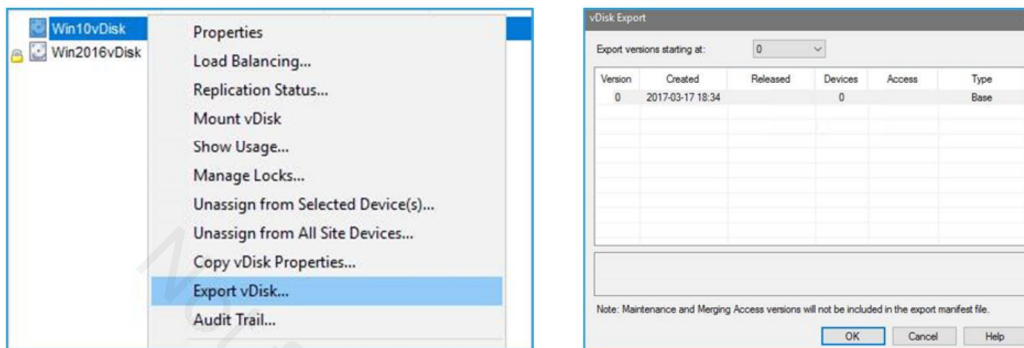 Win10vDisk
Win2016vDisk
Properties
Load Balancing...
Replication Status...
Mount vDisk
Show Usage...
Manage Locks...
Unassign from Selected Device(s)...
Unassign from All Site Devices...
Copy vDisk Properties...
Export vDisk...
Audit Trail...
vDisk Export
Export versions starting at: 0
Version Created Released Devices Access Type
0 2017-03-17 18:34 0 Base
Note: Maintenance and Merging Access versions will not be included in the export manifest file.
OK Cancel Help